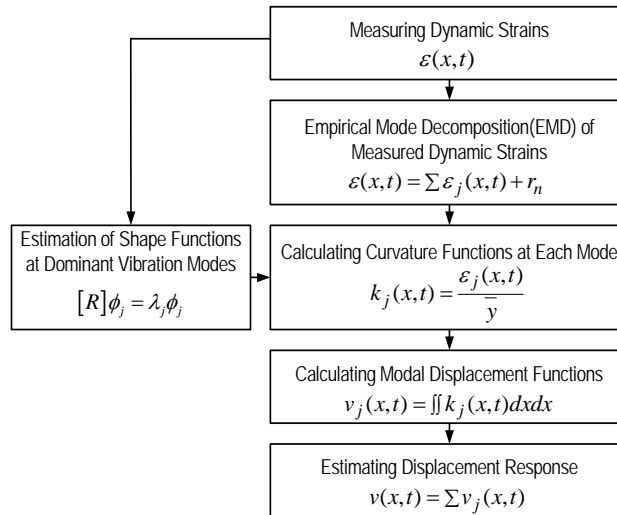 Measuring Dynamic Strains
ε(x,t)
Empirical Mode Decomposition(EMD) of
Measured Dynamic Strains
ε(x,t) = ∑ ε_j(x,t) + r_n
Estimation of Shape Functions
at Dominant Vibration Modes
[R]ϕ_j = λ_jϕ_j
Calculating Curvature Functions at Each Mode
k_j(x,t) = ε_j(x,t) / y̅
Calculating Modal Displacement Functions
v_j(x,t) = ∬ k_j(x,t)dxdx
Estimating Displacement Response
v(x,t) = ∑ v_j(x,t)